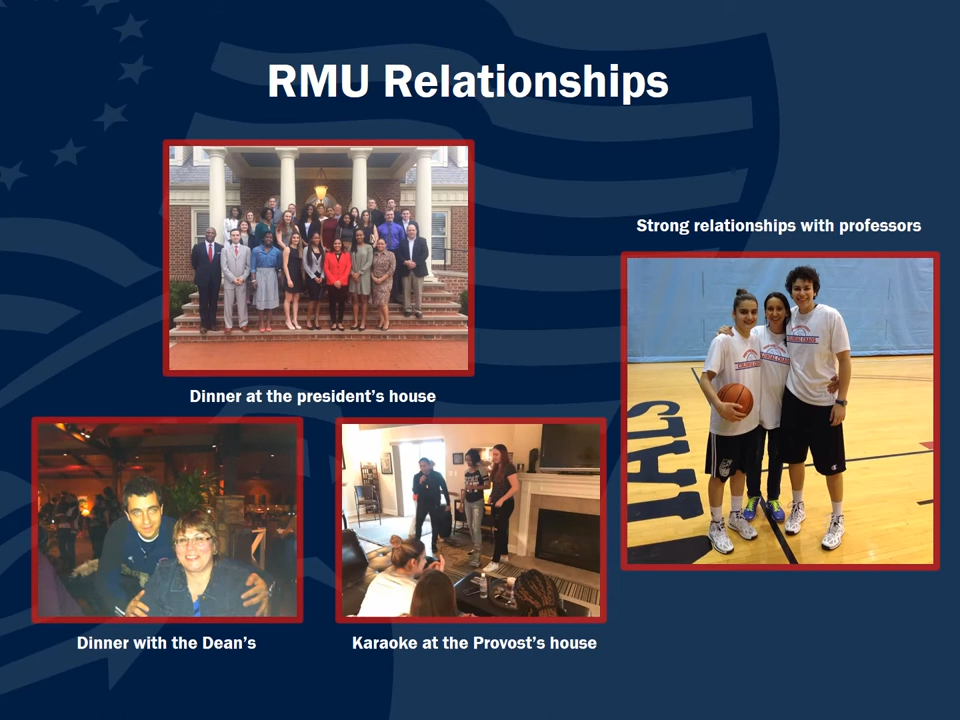 RMU Relationships
Strong relationships with professors
Dinner at the president's house
Dinner with the Dean's
Karaoke at the Provost's house